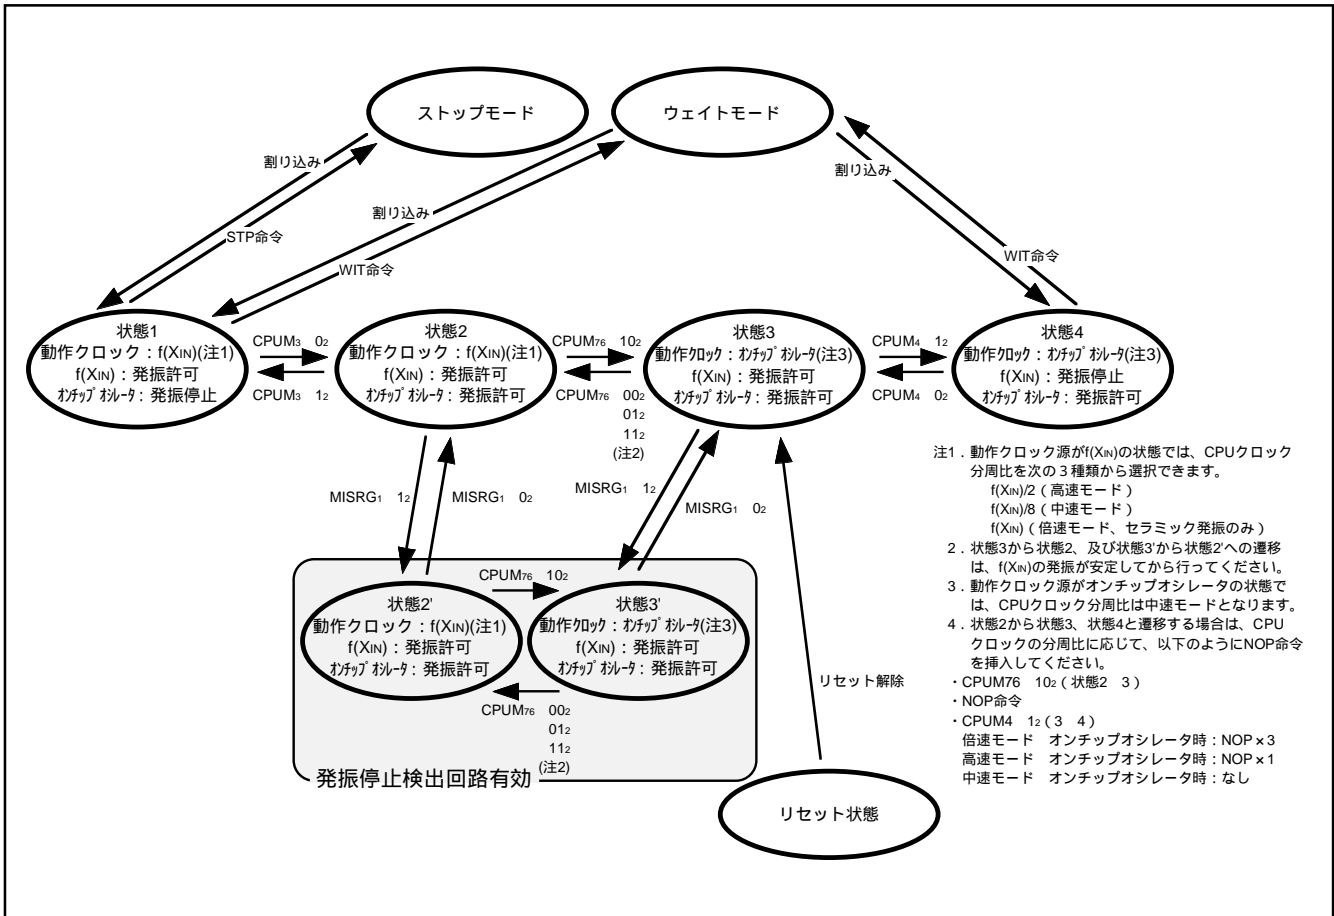 ストップモード
ウェイトモード
割り込み
割り込み
割り込み
STP命令
WIT命令
WIT命令
状態1
動作クロック：f(XIN)(注1)
f(XIN)：発振許可
オンチップオシレータ：発振停止
CPUM3　02
CPUM3　12
状態2
動作クロック：f(XIN)(注1)
f(XIN)：発振許可
オンチップオシレータ：発振許可
CPUM76　102
CPUM76　002
012
112
(注2)
状態3
動作クロック：オンチップオシレータ(注3)
f(XIN)：発振許可
オンチップオシレータ：発振許可
CPUM4　12
CPUM4　02
状態4
動作クロック：オンチップオシレータ(注3)
f(XIN)：発振停止
オンチップオシレータ：発振許可
MISRG1　12
MISRG1　02
MISRG1　12
MISRG1　02
状態2'
動作クロック：f(XIN)(注1)
f(XIN)：発振許可
オンチップオシレータ：発振許可
CPUM76　102
CPUM76　002
012
112
(注2)
状態3'
動作クロック：オンチップオシレータ(注3)
f(XIN)：発振許可
オンチップオシレータ：発振許可
発振停止検出回路有効
リセット解除
リセット状態
注1．動作クロック源がf(XIN)の状態では、CPUクロック
分周比を次の３種類から選択できます。
f(XIN)/2（高速モード）
f(XIN)/8（中速モード）
f(XIN)（倍速モード、セラミック発振のみ）
2．状態3から状態2、及び状態3'から状態2'への遷移
は、f(XIN)の発振が安定してから行ってください。
3．動作クロック源がオンチップオシレータの状態で
は、CPUクロック分周比は中速モードとなります。
4．状態2から状態3、状態4と遷移する場合は、CPU
クロックの分周比に応じて、以下のようにNOP命令
を挿入してください。
・CPUM76　102（状態2　3）
・NOP命令
・CPUM4　12（3　4）
倍速モード　オンチップオシレータ時：NOP×3
高速モード　オンチップオシレータ時：NOP×1
中速モード　オンチップオシレータ時：なし